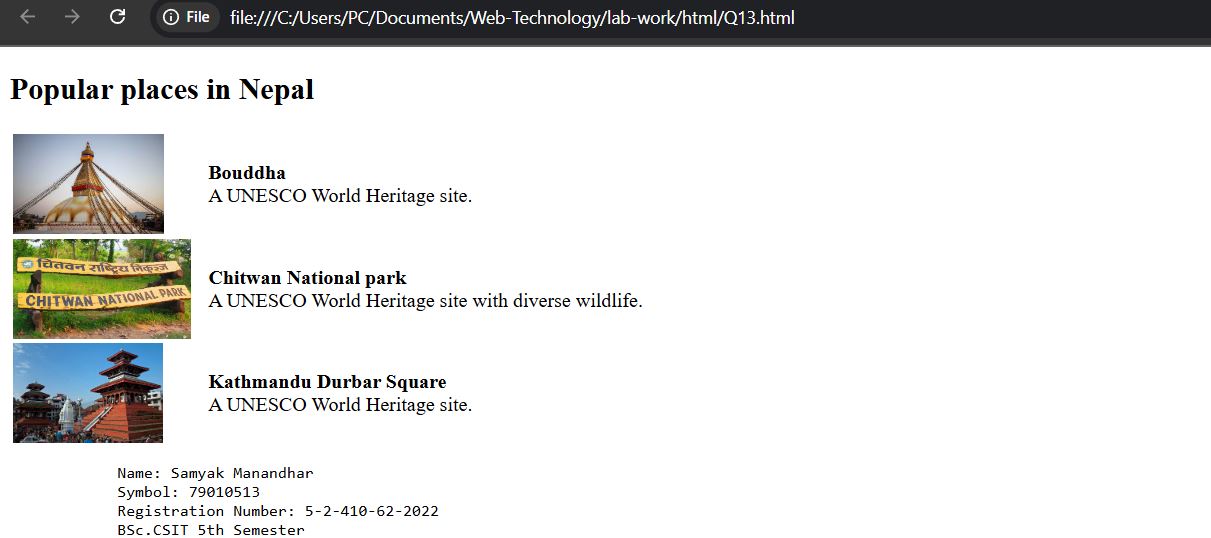 File file:///C:/Users/PC/Documents/Web-Technology/lab-work/html/Q13.html
Popular places in Nepal
Bouddha
A UNESCO World Heritage site.
चितवन राष्ट्रिय निकुञ्ज
CHITWAN NATIONAL PARK
Chitwan National park
A UNESCO World Heritage site with diverse wildlife.
Kathmandu Durbar Square
A UNESCO World Heritage site.
Name: Samyak Manandhar
Symbol: 79010513
Registration Number: 5-2-410-62-2022
BSc.CSIT 5th Semester